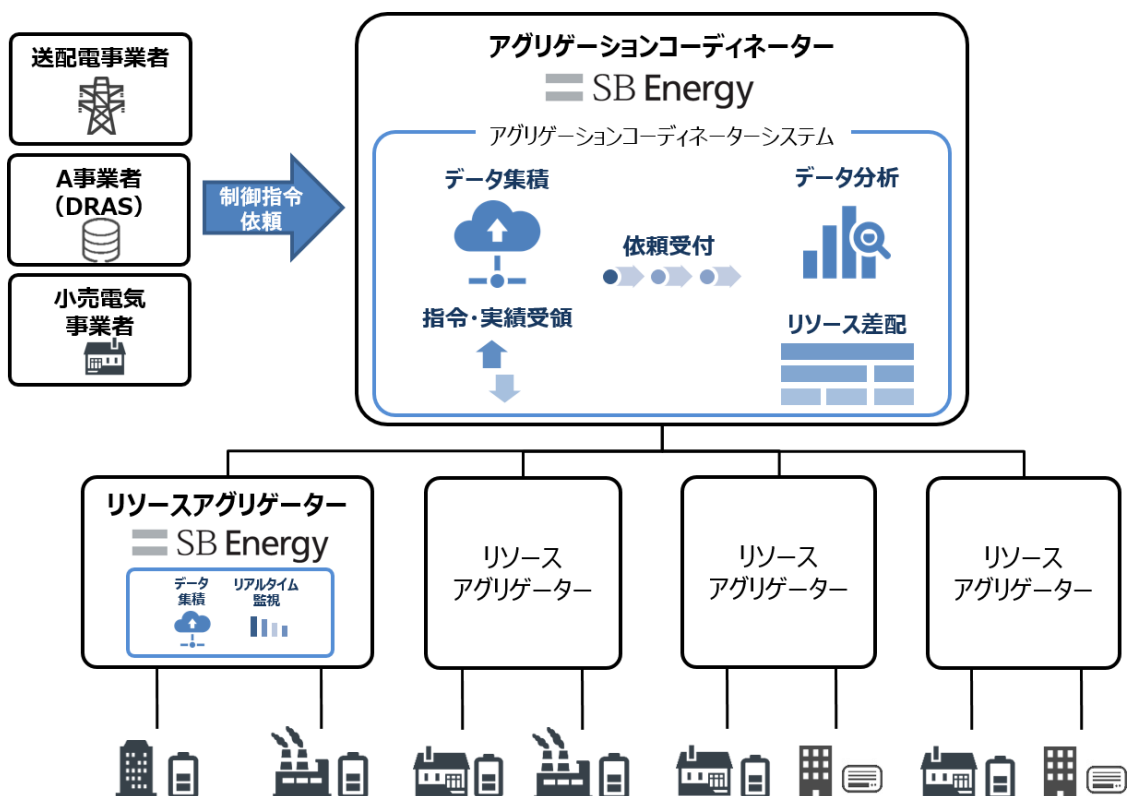 送配電事業者
A事業者
（DRAS）
小売電気
事業者
制御指令
依頼
アグリゲーションコーディネーター
SB Energy
アグリゲーションコーディネーターシステム
データ集積
データ分析
依頼受付
指令・実績受領
リソース差配
リソースアグリゲーター
SB Energy
データ
集積
リアルタイム
監視
リソース
アグリゲーター
リソース
アグリゲーター
リソース
アグリゲーター